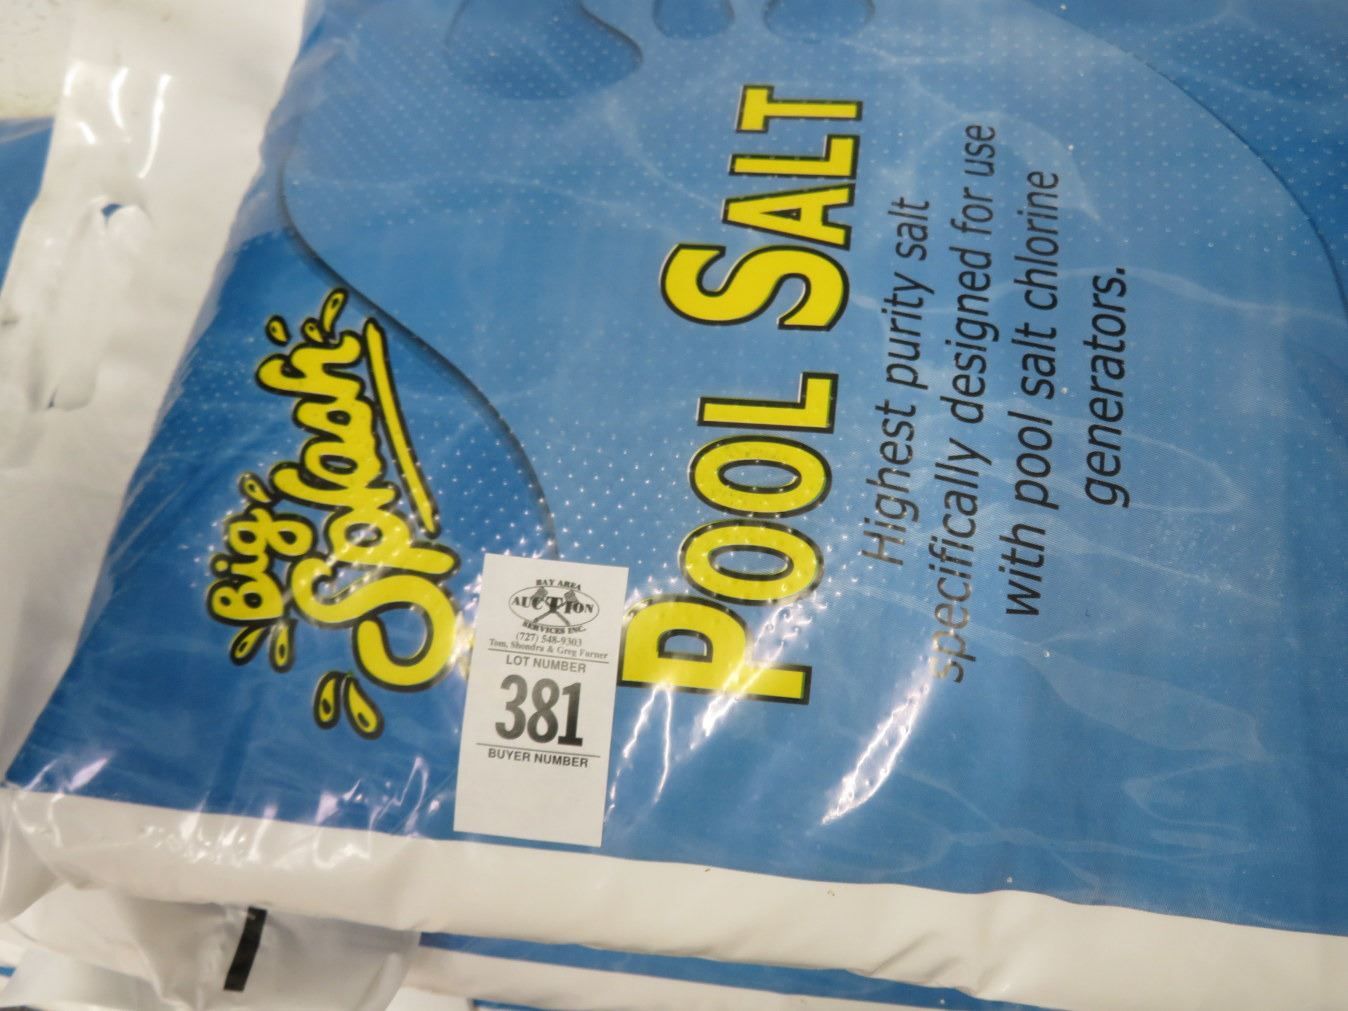 Big
Splash
POOL SALT
Highest purity salt
specifically designed for use
with pool salt chlorine
generators.
BAY AREA
AUCTION
SERVICES INC.
(727) 548-9303
Tom, Shondra & Greg Farner
LOT NUMBER
381
BUYER NUMBER